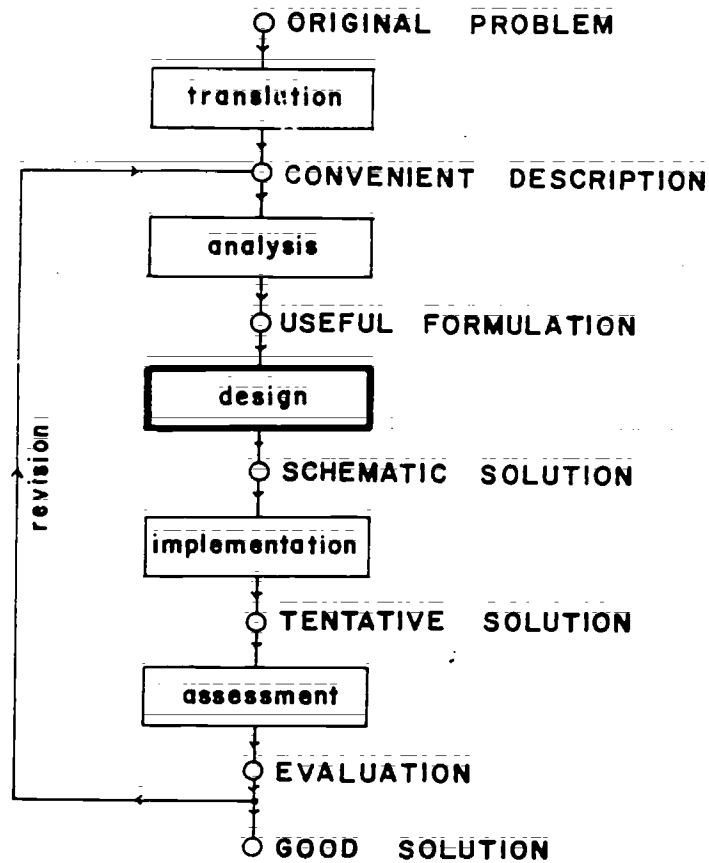 ORIGINAL PROBLEM
translation
CONVENIENT DESCRIPTION
analysis
USEFUL FORMULATION
design
SCHEMATIC SOLUTION
revision
implementation
TENTATIVE SOLUTION
assessment
EVALUATION
GOOD SOLUTION